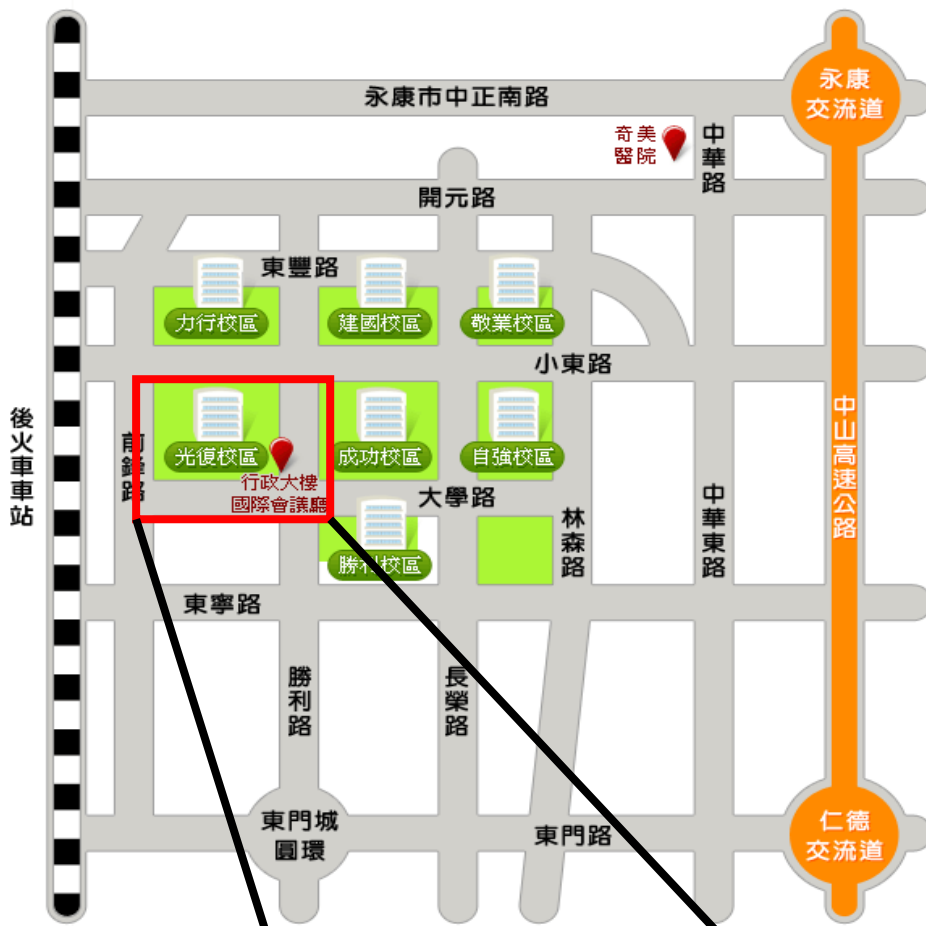 永康市中正南路
永康
交流道
奇美
醫院
中華路
開元路
東豐路
力行校區
建國校區
敬業校區
小東路
後火車車站
前鋒路
光復校區
成功校區
自強校區
行政大樓
國際會議廳
大學路
中山高速公路
勝利校區
林森路
中華東路
東寧路
勝利路
長榮路
東門城
圓環
東門路
仁德
交流道